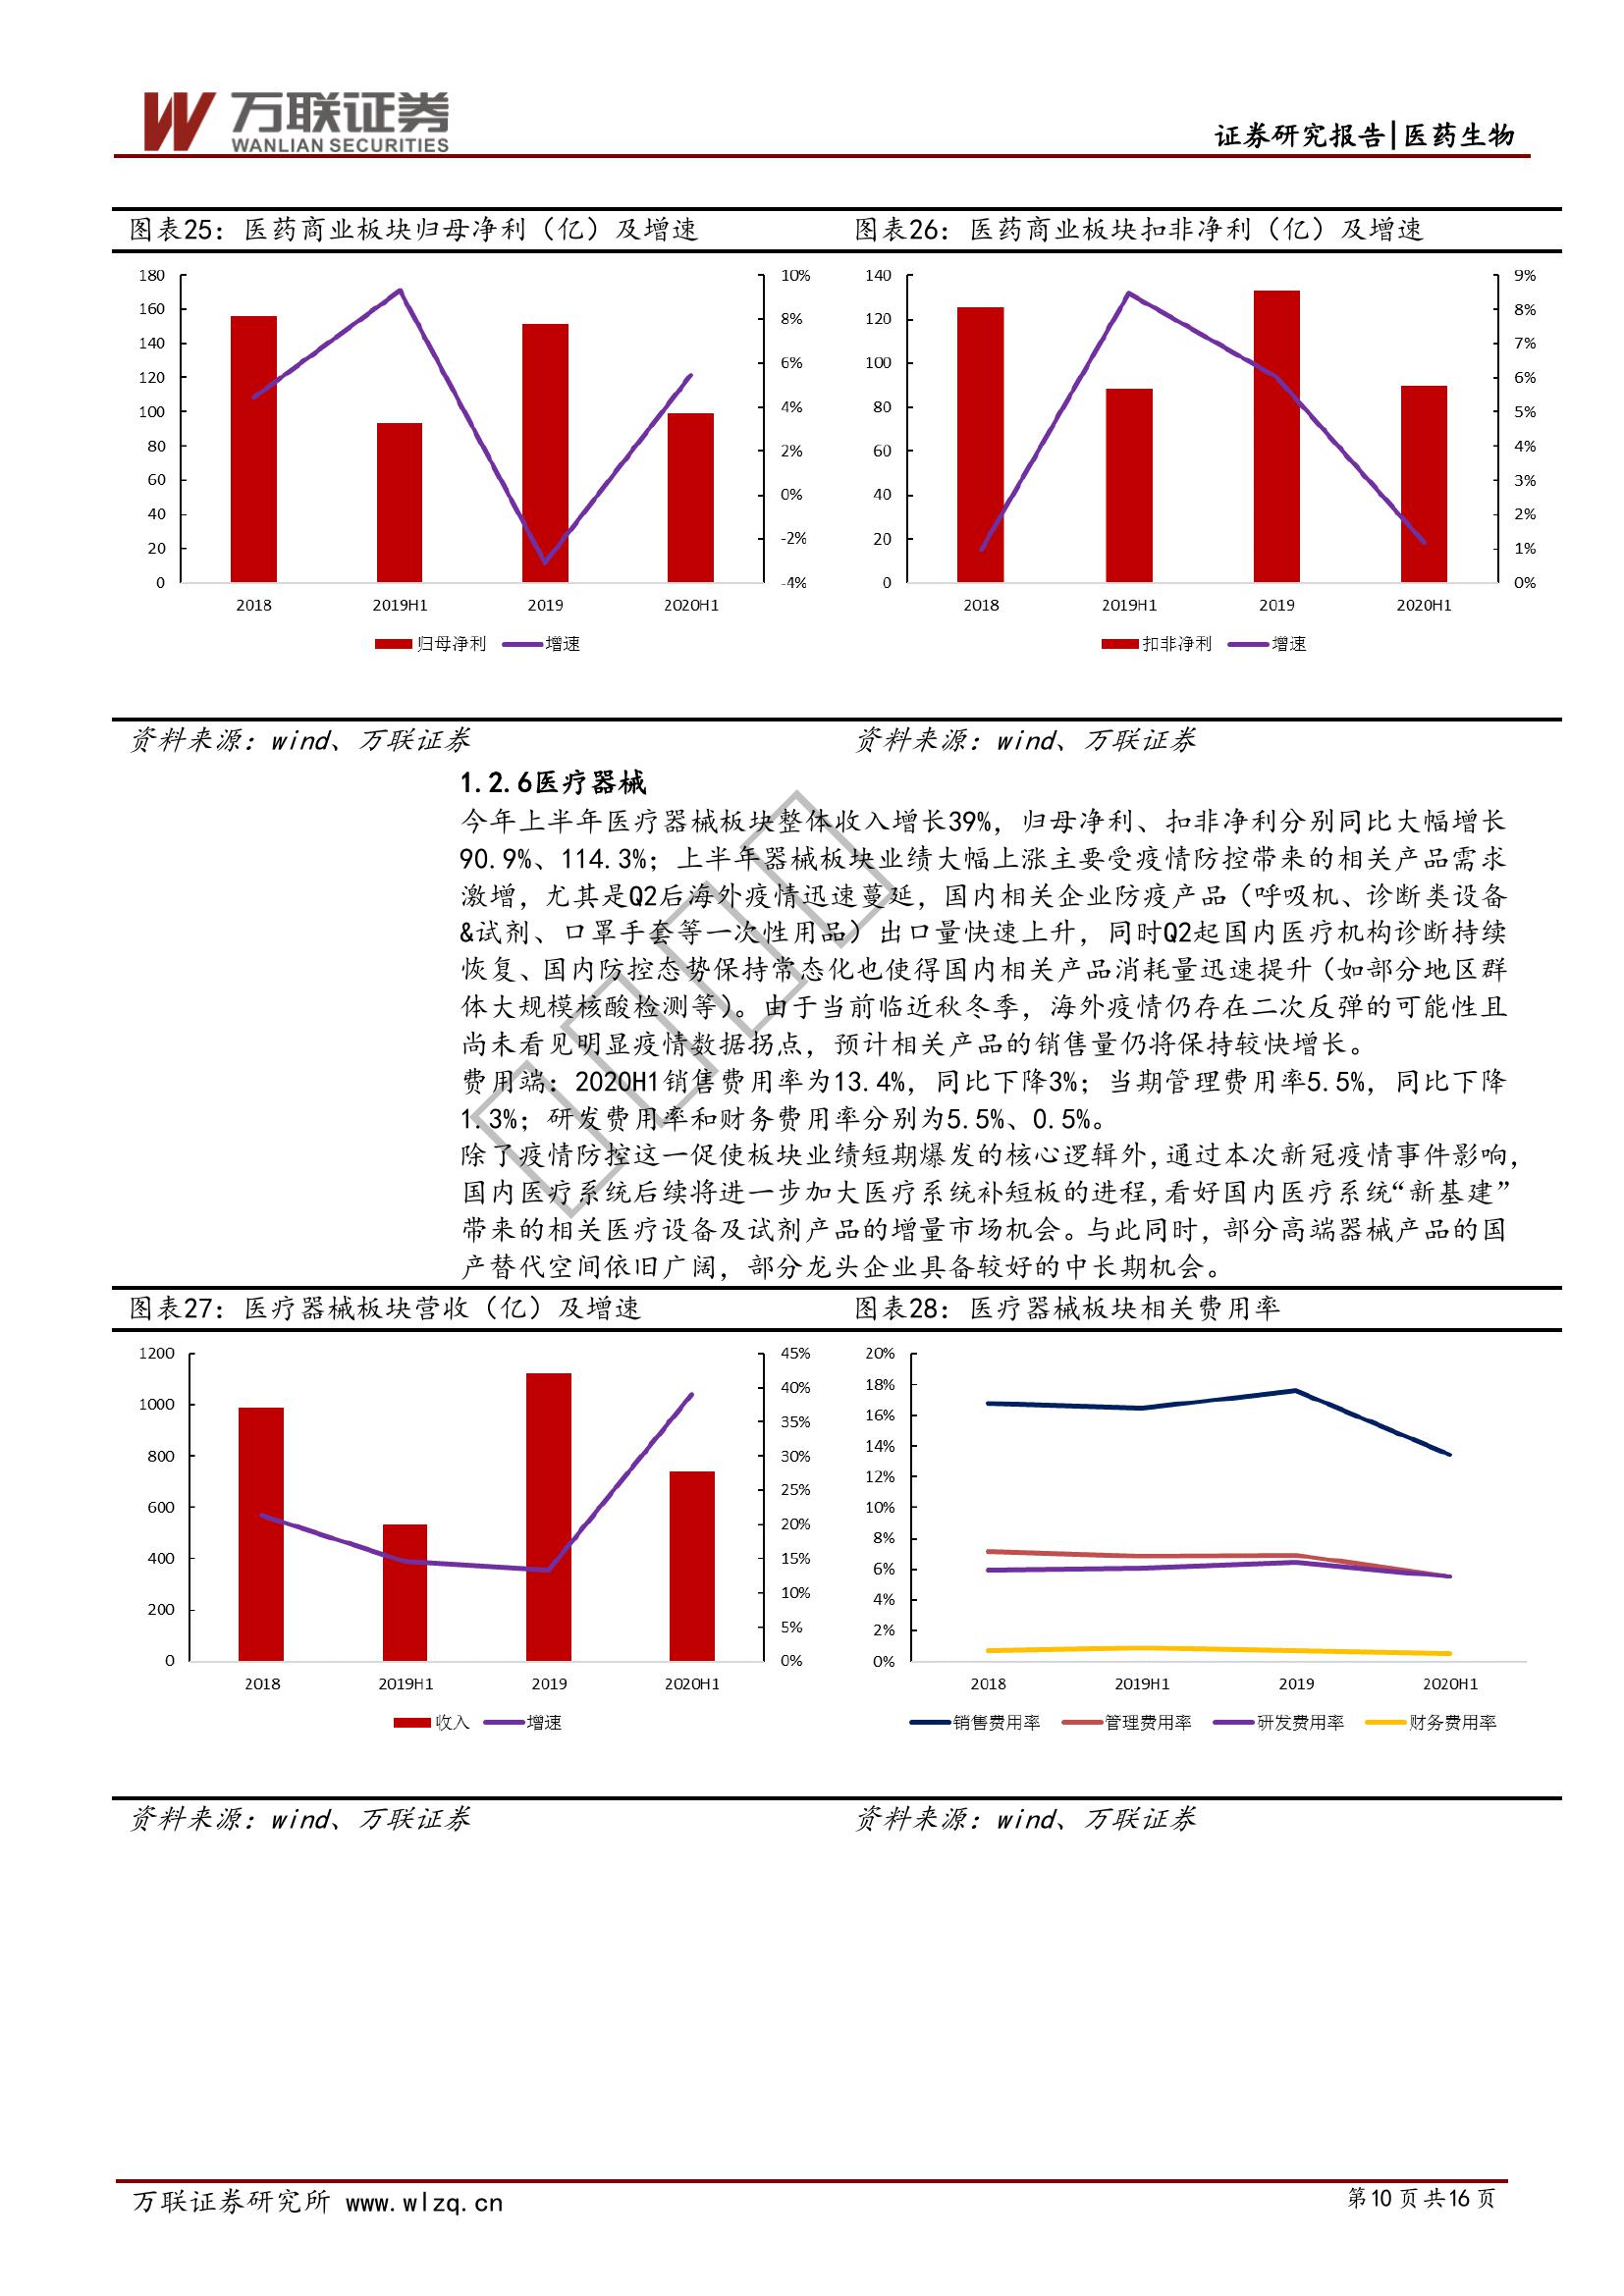 万联证券
WANLIAN SECURITIES
证券研究报告|医药生物
图表25：医药商业板块归母净利（亿）及增速
180
160
140
120
100
80
60
40
20
0
10%
8%
6%
4%
2%
0%
-2%
-4%
2018 2019H1 2019 2020H1
归母净利 增速
图表26：医药商业板块扣非净利（亿）及增速
140
120
100
80
60
40
20
0
9%
8%
7%
6%
5%
4%
3%
2%
1%
0%
2018 2019H1 2019 2020H1
扣非净利 增速
资料来源：wind、万联证券
资料来源：wind、万联证券
1.2.6医疗器械
今年上半年医疗器械板块整体收入增长39%，归母净利、扣非净利分别同比大幅增长
90.9%、114.3%；上半年器械板块业绩大幅上涨主要受疫情防控带来的相关产品需求
激增，尤其是Q2后海外疫情迅速蔓延，国内相关企业防疫产品（呼吸机、诊断类设备
&试剂、口罩手套等一次性用品）出口量快速上升，同时Q2起国内医疗机构诊断持续
恢复、国内防控态势保持常态化也使得国内相关产品消耗量迅速提升（如部分地区群
体大规模核酸检测等）。由于当前临近秋冬季，海外疫情仍存在二次反弹的可能性且
尚未看见明显疫情数据拐点，预计相关产品的销售量仍将保持较快增长。
费用端：2020H1销售费用率为13.4%，同比下降3%；当期管理费用率5.5%，同比下降
1.3%；研发费用率和财务费用率分别为5.5%、0.5%。
除了疫情防控这一促使板块业绩短期爆发的核心逻辑外，通过本次新冠疫情事件影响，
国内医疗系统后续将进一步加大医疗系统补短板的进程，看好国内医疗系统“新基建”
带来的相关医疗设备及试剂产品的增量市场机会。与此同时，部分高端器械产品的国
产替代空间依旧广阔，部分龙头企业具备较好的中长期机会。
图表27：医疗器械板块营收（亿）及增速
1200
1000
800
600
400
200
0
45%
40%
35%
30%
25%
20%
15%
10%
5%
0%
2018 2019H1 2019 2020H1
收入 增速
图表28：医疗器械板块相关费用率
20%
18%
16%
14%
12%
10%
8%
6%
4%
2%
0%
2018 2019H1 2019 2020H1
销售费用率 管理费用率 研发费用率 财务费用率
资料来源：wind、万联证券
资料来源：wind、万联证券
万联证券研究所 www.wlzq.cn
第10页共16页